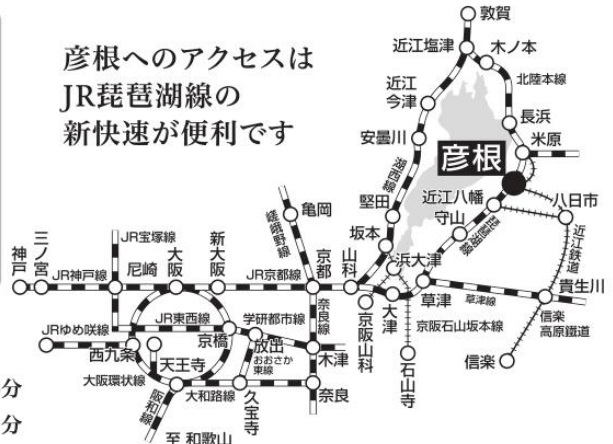 彦根へのアクセスは
JR琵琶湖線の
新快速が便利です
敦賀
近江塩津
木ノ本
北陸本線
近江
今津
長浜
安曇川
米原
湖西線
彦根
近江八幡
八日市
堅田
守山
琵琶湖線
近江鉄道
坂本
浜大津
亀岡
嵯峨野線
JR宝塚線
神戸
三ノ宮
JR神戸線
尼崎
大阪
新大阪
JR京都線
京都
山科
奈良線
京阪山科
大津
草津
草津線
貴生川
京阪石山坂本線
信楽
高原鐵道
石山寺
信楽
JRゆめ咲線
JR東西線
京橋
学研都市線
放出
おおさか
東線
木津
西九条
天王寺
大阪環状線
大和路線
久宝寺
奈良
阪和線
至 和歌山
分
分